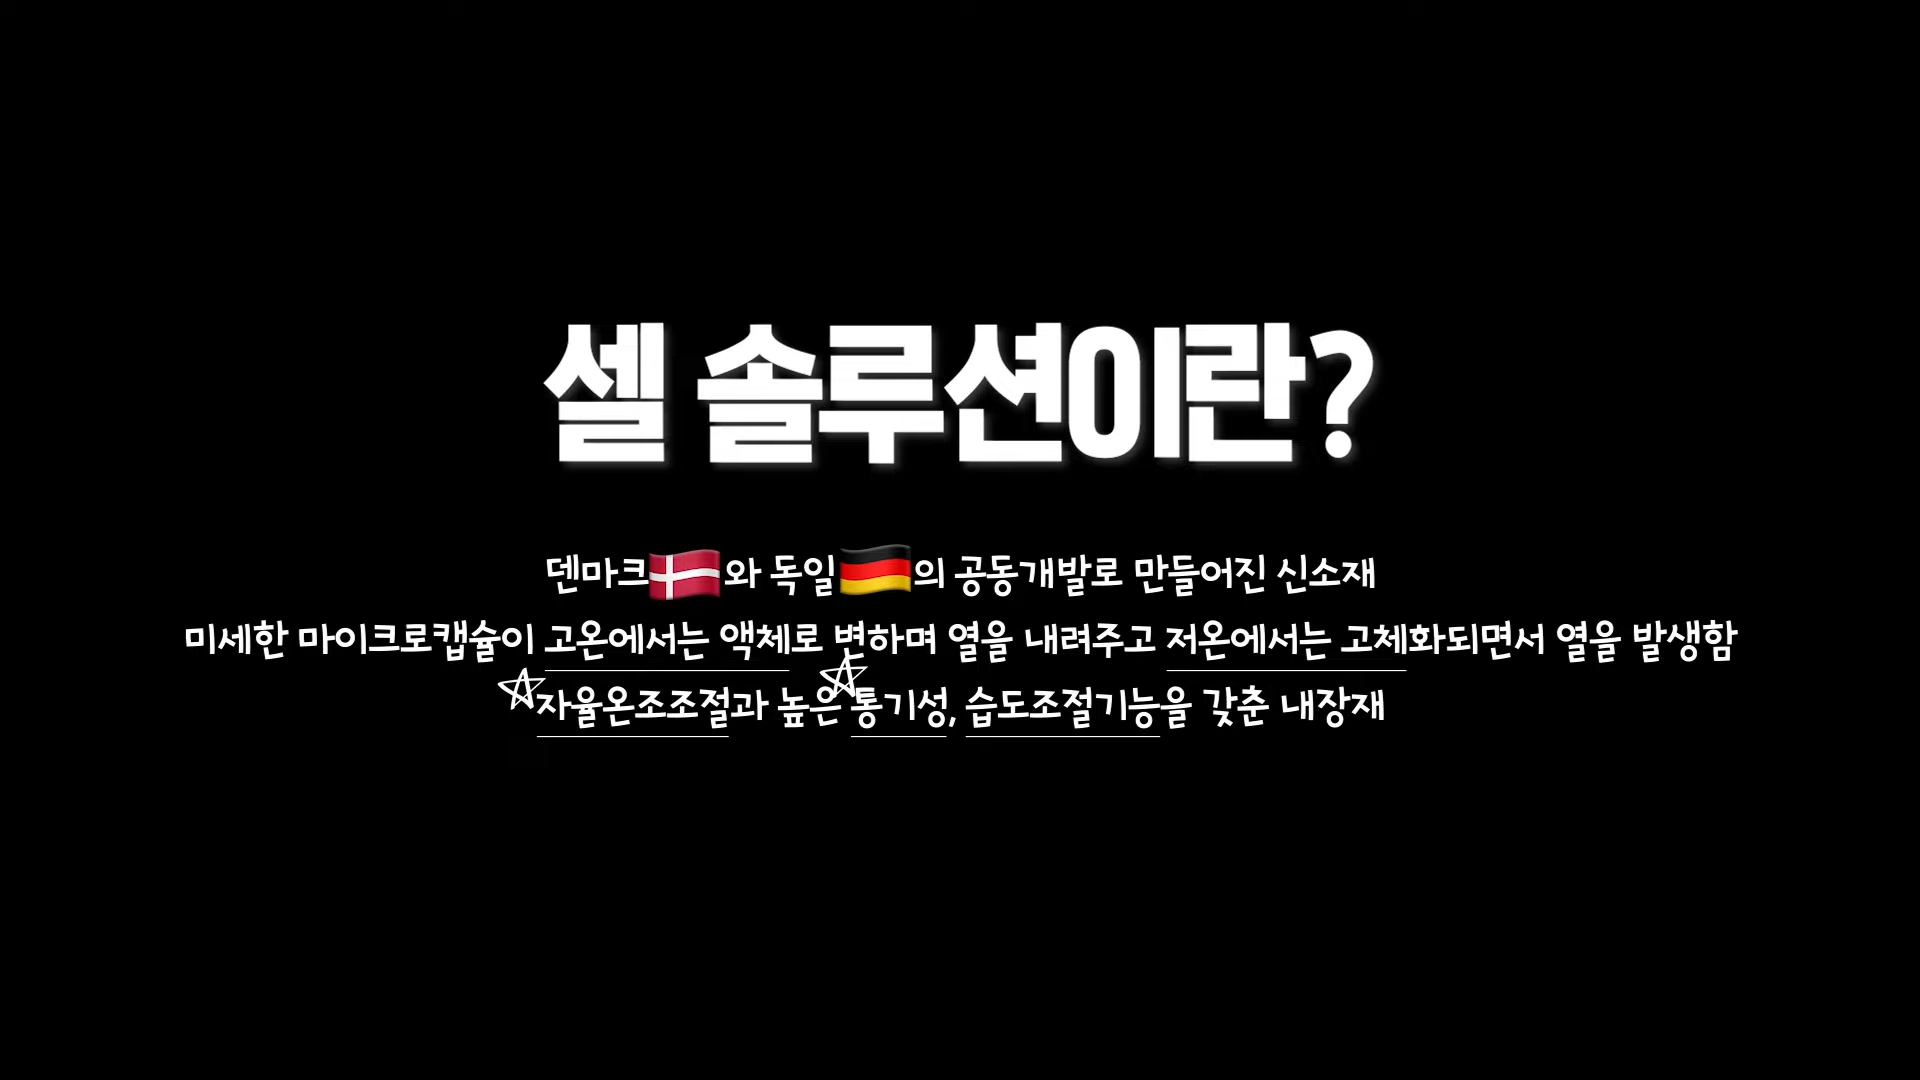 셀 솔루션이란?
덴마크🇩🇰와 독일🇩🇪의 공동개발로 만들어진 신소재
미세한 마이크로캡슐이 고온에서는 액체로 변하며 열을 내려주고 저온에서는 고체화되면서 열을 발생함
자율온조조절과 높은 통기성, 습도조절기능을 갖춘 내장재